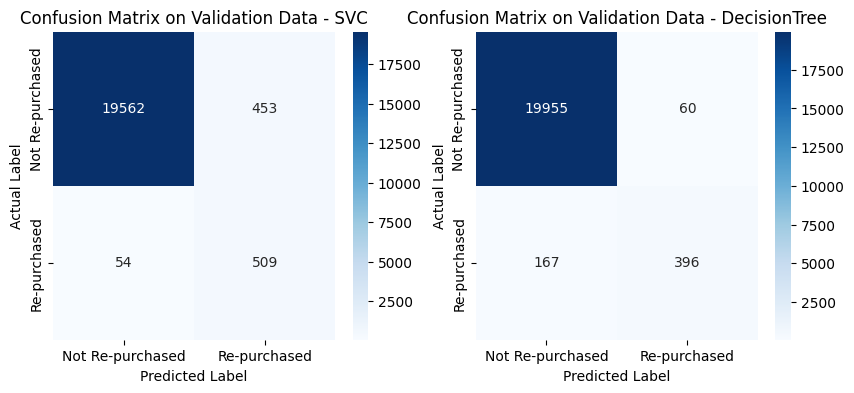 Confusion Matrix on Validation Data - SVC
Not Re-purchased
Re-purchased
Actual Label
19562
453
54
509
Not Re-purchased
Re-purchased
Predicted Label
17500
15000
12500
10000
7500
5000
2500
Confusion Matrix on Validation Data - DecisionTree
Not Re-purchased
Re-purchased
Actual Label
19955
60
167
396
Not Re-purchased
Re-purchased
Predicted Label
17500
15000
12500
10000
7500
5000
2500